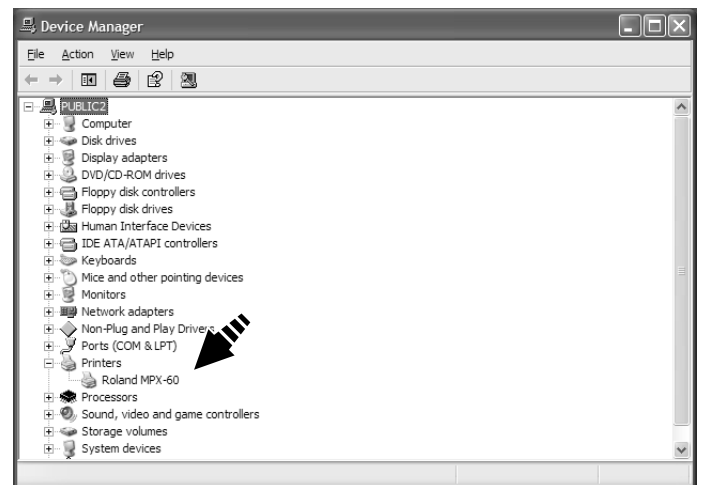 Device Manager
File Action View Help
PUBLIC2
Computer
Disk drives
Display adapters
DVD/CD-ROM drives
Floppy disk controllers
Floppy disk drives
Human Interface Devices
IDE ATA/ATAPI controllers
Keyboards
Mice and other pointing devices
Monitors
Network adapters
Non-Plug and Play Drivers
Ports (COM & LPT)
Printers
Roland MPX-60
Processors
Sound, video and game controllers
Storage volumes
System devices